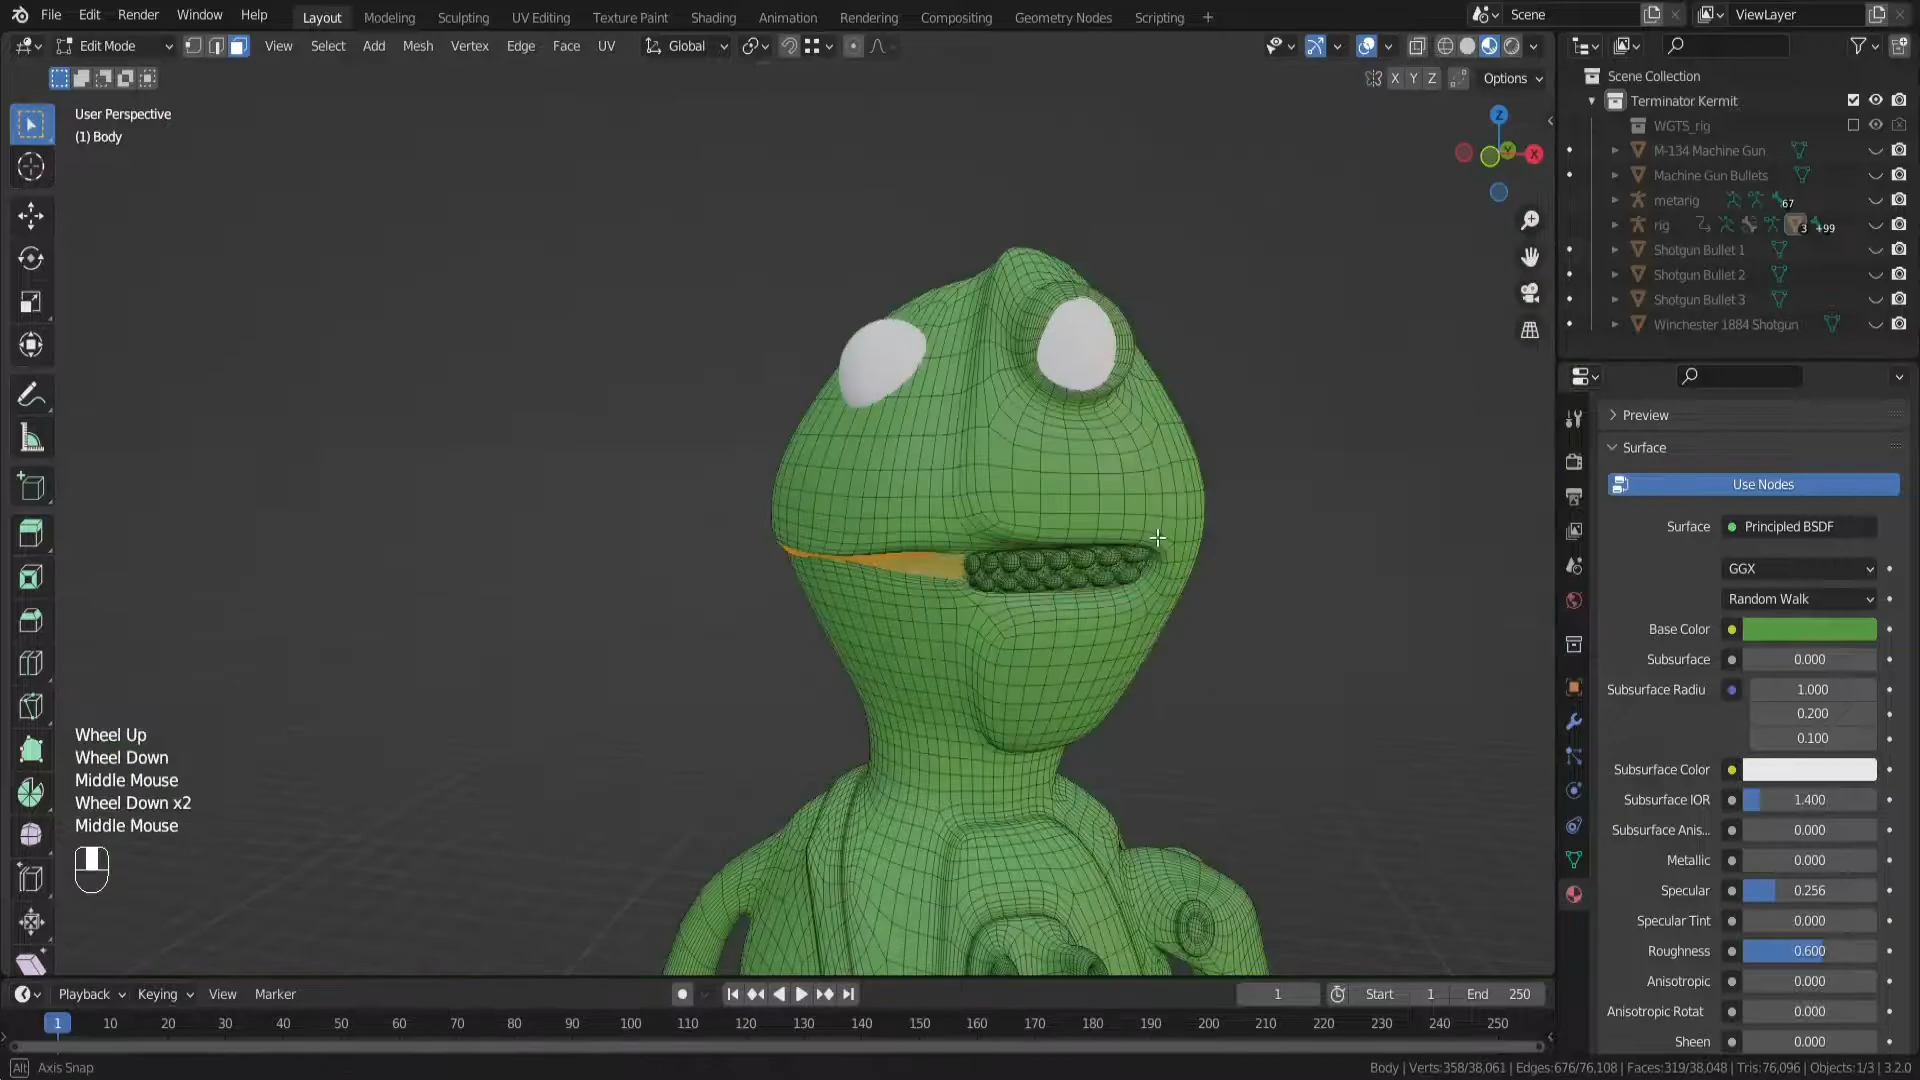 File Edit Render Window Help Layout Modeling Sculpting UV Editing Texture Paint Shading Animation Rendering Compositing Geometry Nodes Scripting + Scene ViewLayer
Edit Mode View Select Add Mesh Vertex Edge Face UV Global
X Y Z Options
User Perspective
(1) Body
Z
X
Wheel Up
Wheel Down
Middle Mouse
Wheel Down x2
Middle Mouse
Scene Collection
Terminator Kermit
WGTS_rig
M-134 Machine Gun
Machine Gun Bullets
metarig 67
rig 3 +99
Shotgun Bullet 1
Shotgun Bullet 2
Shotgun Bullet 3
Winchester 1884 Shotgun
Preview
Surface
Use Nodes
Surface Principled BSDF
GGX
Random Walk
Base Color
Subsurface 0.000
Subsurface Radiu 1.000
0.200
0.100
Subsurface Color
Subsurface IOR 1.400
Subsurface Anis... 0.000
Metallic 0.000
Specular 0.256
Specular Tint 0.000
Roughness 0.600
Anisotropic 0.000
Anisotropic Rotat 0.000
Sheen 0.000
Playback Keying View Marker 1 Start 1 End 250
1 10 20 30 40 50 60 70 80 90 100 110 120 130 140 150 160 170 180 190 200 210 220 230 240 250
Alt Axis Snap
Body | Verts:358/38,061 | Edges:676/76,108 | Faces:319/38,048 | Tris:76,096 | Objects:1/3 | 3.2.0